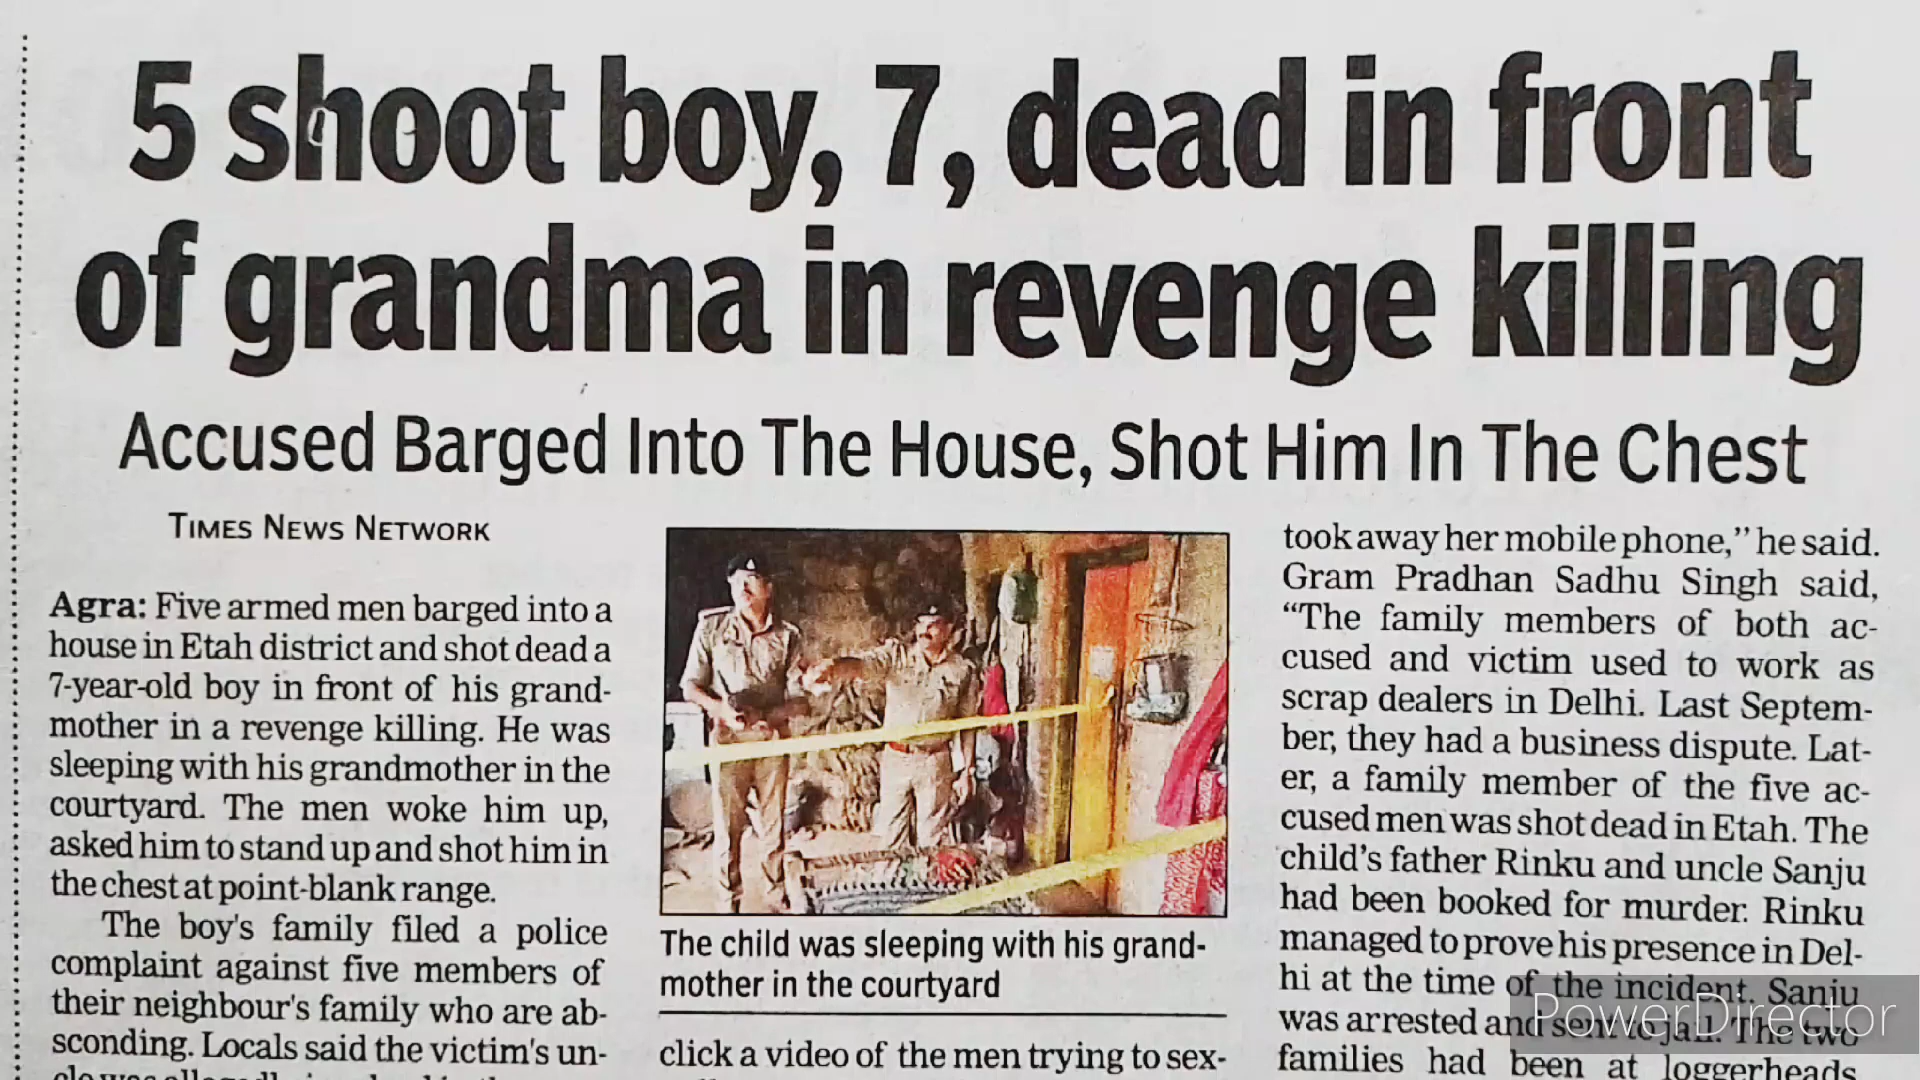 5 shoot boy, 7, dead in front
of grandma in revenge killing
Accused Barged Into The House, Shot Him In The Chest
TIMES NEWS NETWORK
Agra: Five armed men barged into a
house in Etah district and shot dead a
7-year-old boy in front of his grand-
mother in a revenge killing. He was
sleeping with his grandmother in the
courtyard. The men woke him up,
asked him to stand up and shot him in
the chest at point-blank range.
The boy's family filed a police
complaint against five members of
their neighbour's family who are ab-
sconding. Locals said the victim's un-
The child was sleeping with his grand-
mother in the courtyard
click a video of the men trying to sex-
took away her mobile phone,” he said.
Gram Pradhan Sadhu Singh said,
“The family members of both ac-
cused and victim used to work as
scrap dealers in Delhi. Last Septem-
ber, they had a business dispute. Lat-
er, a family member of the five ac-
cused men was shot dead in Etah. The
child’s father Rinku and uncle Sanju
had been booked for murder. Rinku
managed to prove his presence in Del-
hi at the time of the incident. Sanju
was arrested and sent to jail. The two
families had been at loggerheads
PowerDirector